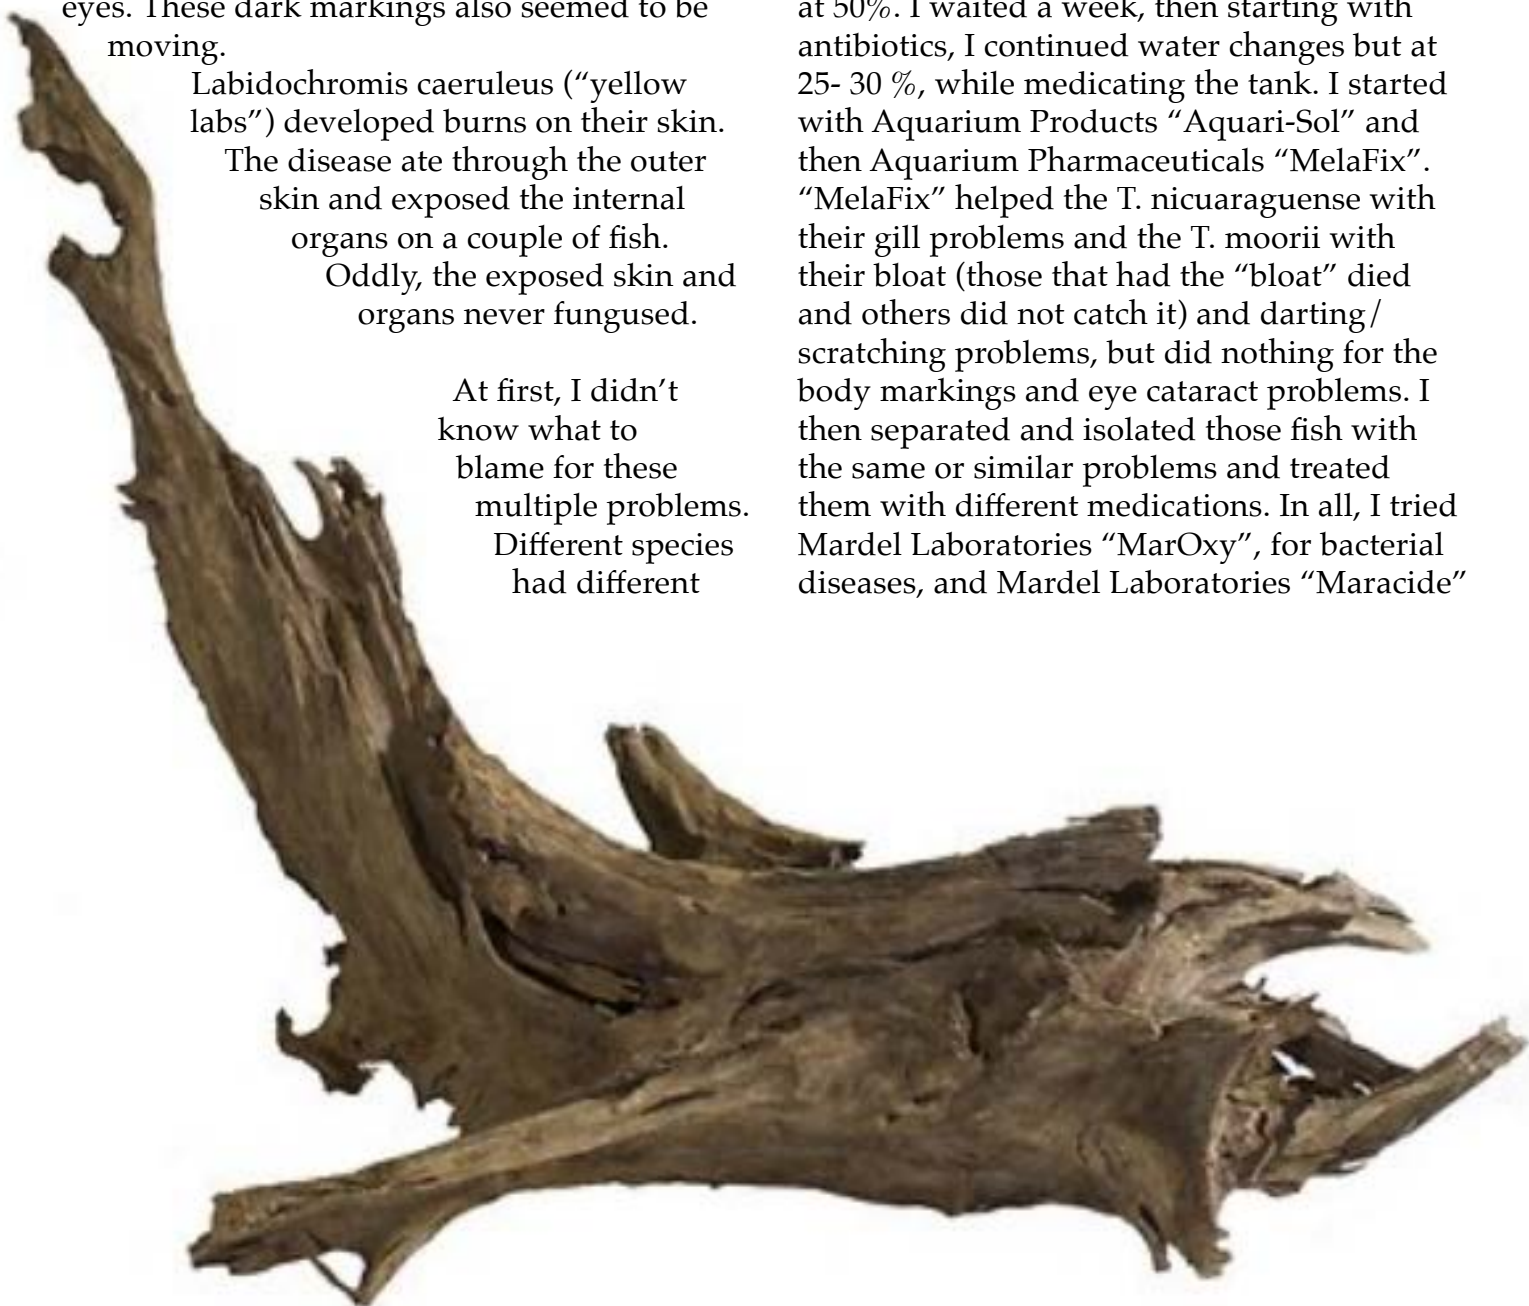 eyes. These dark markings also seemed to be
moving.
Labidochromis caeruleus (“yellow
labs”) developed burns on their skin.
The disease ate through the outer
skin and exposed the internal
organs on a couple of fish.
Oddly, the exposed skin and
organs never fungused.
At first, I didn’t
know what to
blame for these
multiple problems.
Different species
had different
at 50%. I waited a week, then starting with
antibiotics, I continued water changes but at
25- 30 %, while medicating the tank. I started
with Aquarium Products “Aquari-Sol” and
then Aquarium Pharmaceuticals “MelaFix”.
“MelaFix” helped the T. nicuaraguense with
their gill problems and the T. moorii with
their bloat (those that had the “bloat” died
and others did not catch it) and darting/
scratching problems, but did nothing for the
body markings and eye cataract problems. I
then separated and isolated those fish with
the same or similar problems and treated
them with different medications. In all, I tried
Mardel Laboratories “MarOxy”, for bacterial
diseases, and Mardel Laboratories “Maracide”